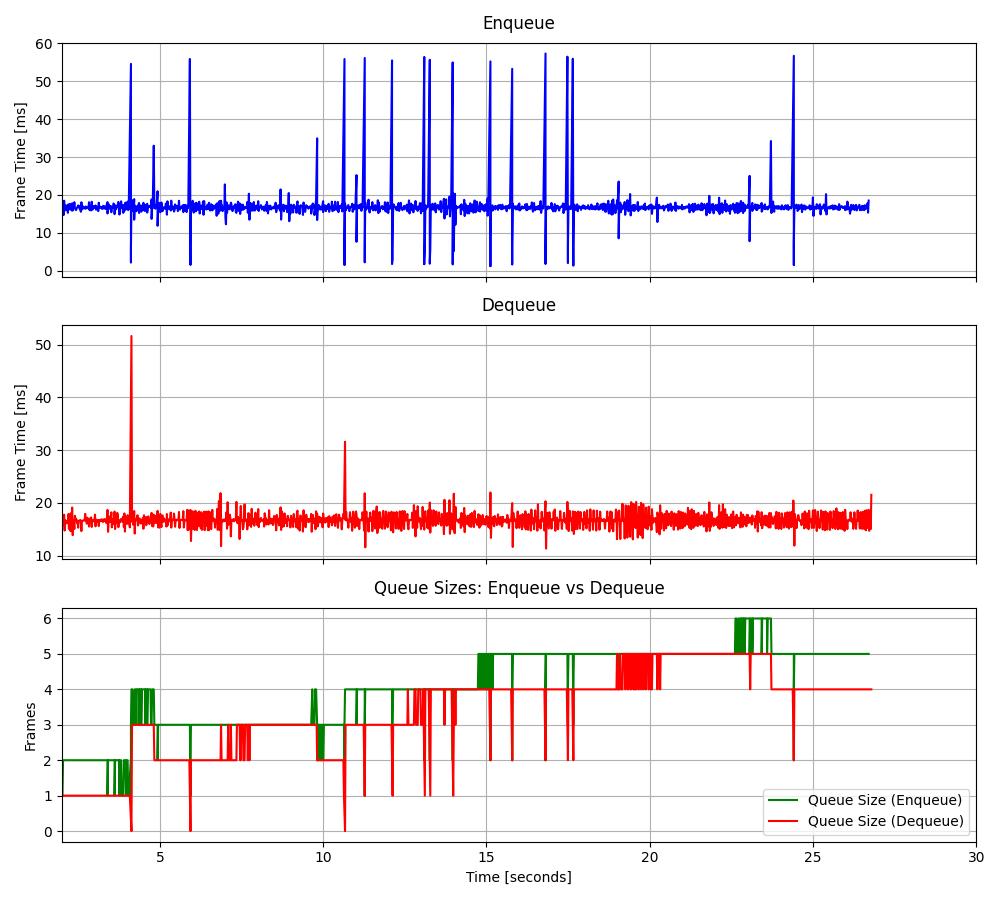 Enqueue
Frame Time [ms]
60
50
40
30
20
10
0
Dequeue
Frame Time [ms]
50
40
30
20
10
Queue Sizes: Enqueue vs Dequeue
Frames
6
5
4
3
2
1
0
Queue Size (Enqueue)
Queue Size (Dequeue)
5 10 15 20 25 30
Time [seconds]